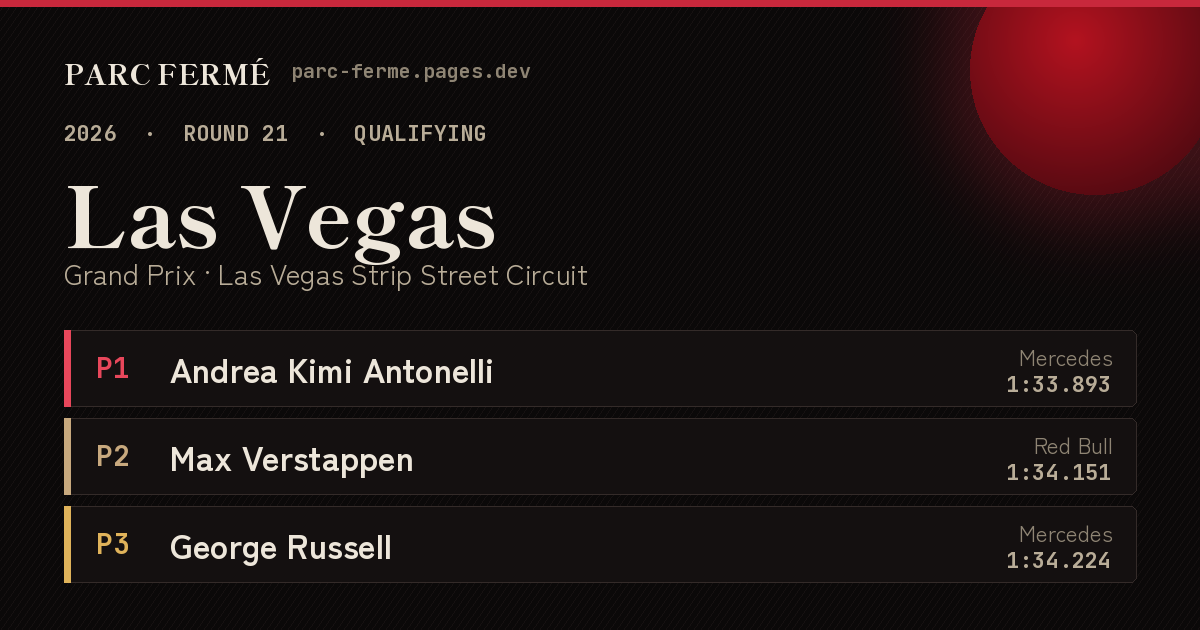 PARC FERMÉ parc-ferme.pages.dev
2026 · ROUND 21 · QUALIFYING
Las Vegas
Grand Prix · Las Vegas Strip Street Circuit
P1 Andrea Kimi Antonelli Mercedes
1:33.893
P2 Max Verstappen Red Bull
1:34.151
P3 George Russell Mercedes
1:34.224